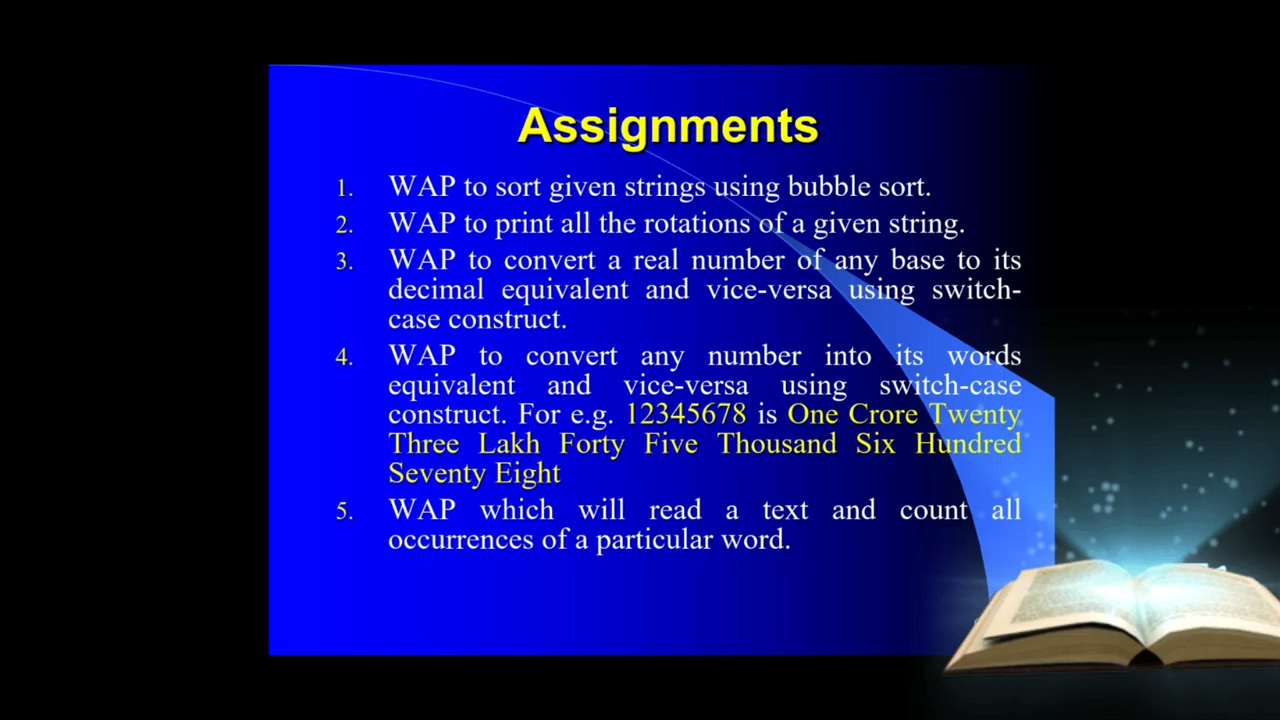 Assignments
1. WAP to sort given strings using bubble sort.
2. WAP to print all the rotations of a given string.
3. WAP to convert a real number of any base to its
decimal equivalent and vice-versa using switch-
case construct.
4. WAP to convert any number into its words
equivalent and vice-versa using switch-case
construct. For e.g. 12345678 is One Crore Twenty
Three Lakh Forty Five Thousand Six Hundred
Seventy Eight
5. WAP which will read a text and count all
occurrences of a particular word.